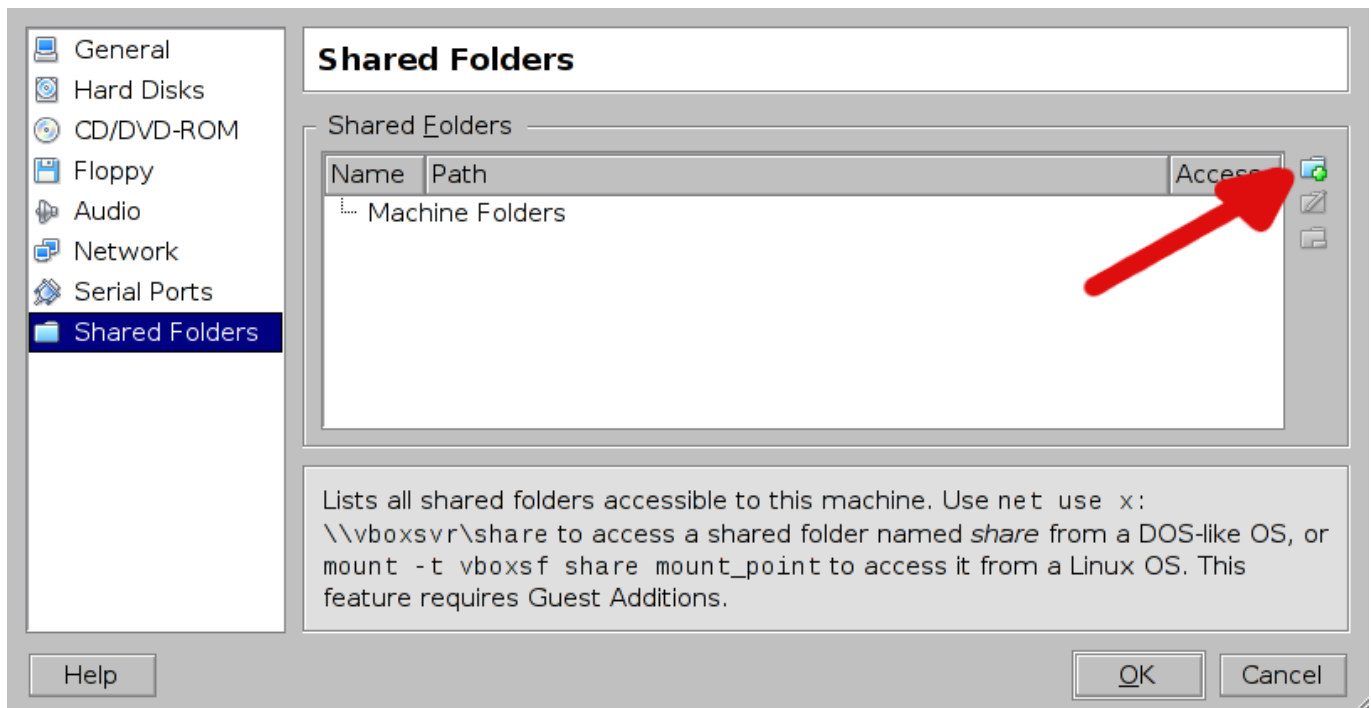 General
Hard Disks
CD/DVD-ROM
Floppy
Audio
Network
Serial Ports
Shared Folders
Shared Folders
Shared Folders
Name Path Access
Machine Folders
Lists all shared folders accessible to this machine. Use net use x:
\\vboxsvr\share to access a shared folder named share from a DOS-like OS, or
mount -t vboxsf share mount_point to access it from a Linux OS. This
feature requires Guest Additions.
Help
OK
Cancel